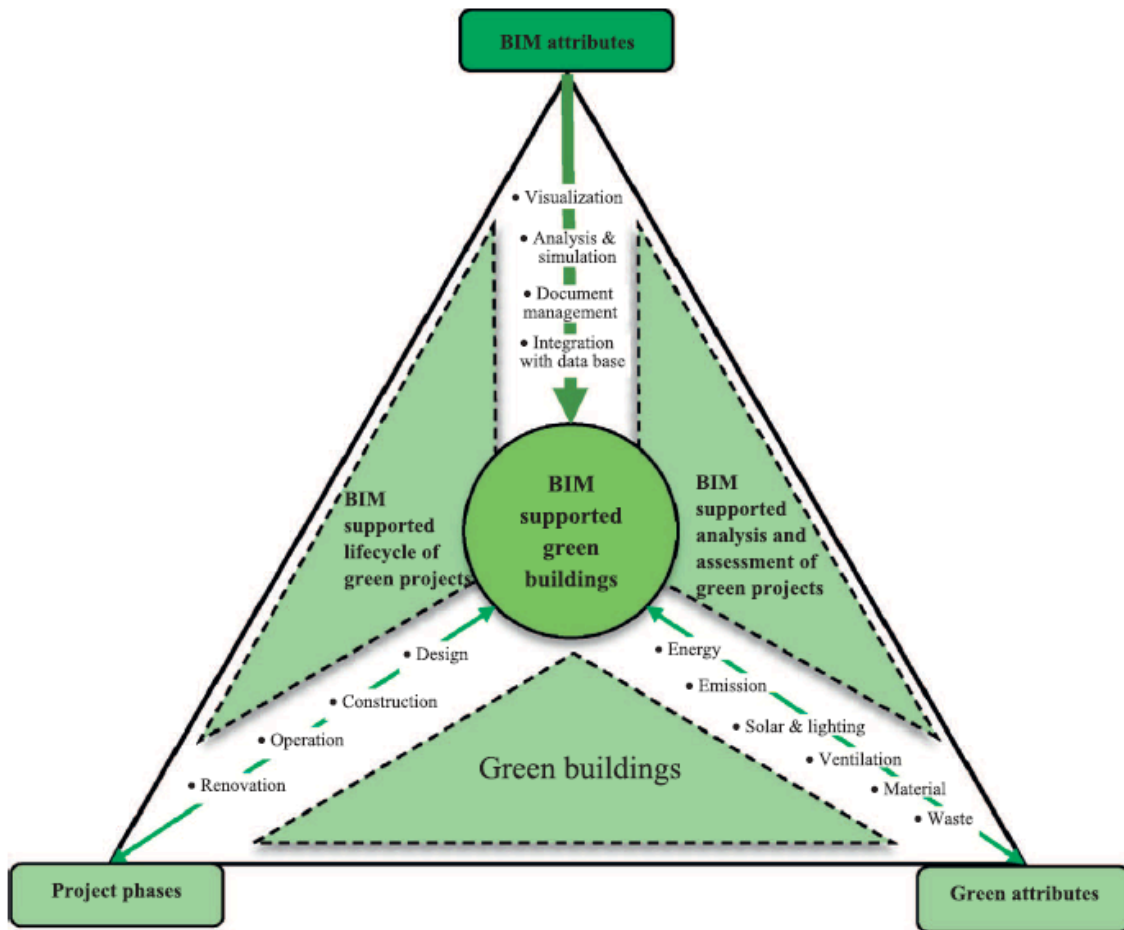 BIM attributes
• Visualization
• Analysis &
simulation
• Document
management
• Integration
with data base
BIM
supported
lifecycle of
green projects
BIM
supported
green
buildings
BIM
supported
analysis and
assessment of
green projects
• Design
• Construction
• Operation
• Renovation
• Energy
• Emission
• Solar & lighting
• Ventilation
• Material
• Waste
Green buildings
Project phases
Green attributes